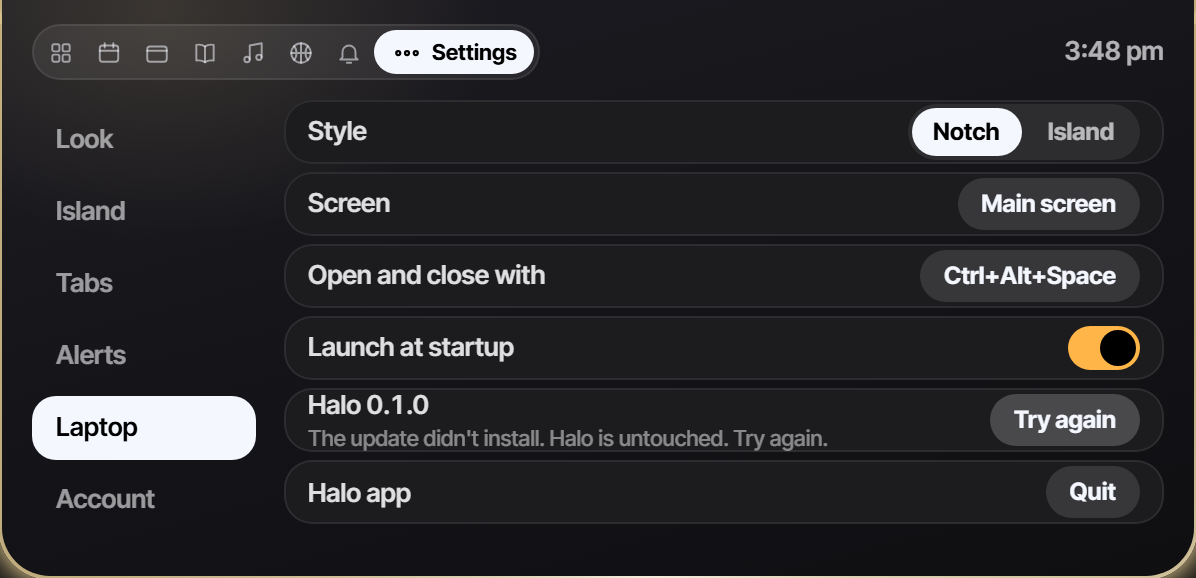 Settings
3:48 pm
Look
Island
Tabs
Alerts
Laptop
Account
Style
Notch
Island
Screen
Main screen
Open and close with
Ctrl+Alt+Space
Launch at startup
Halo 0.1.0
The update didn't install. Halo is untouched. Try again.
Try again
Halo app
Quit